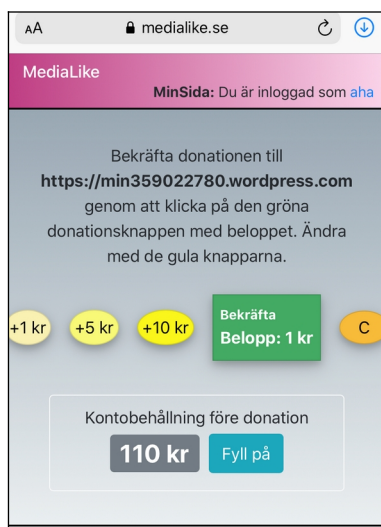 AA medialike.se
MediaLike
MinSida: Du är inloggad som aha
Bekräfta donationen till
https://min359022780.wordpress.com
genom att klicka på den gröna
donationsknappen med beloppet. Ändra
med de gula knapparna.
+1 kr +5 kr +10 kr Bekräfta Belopp: 1 kr C
Kontobehållning före donation
110 kr Fyll på